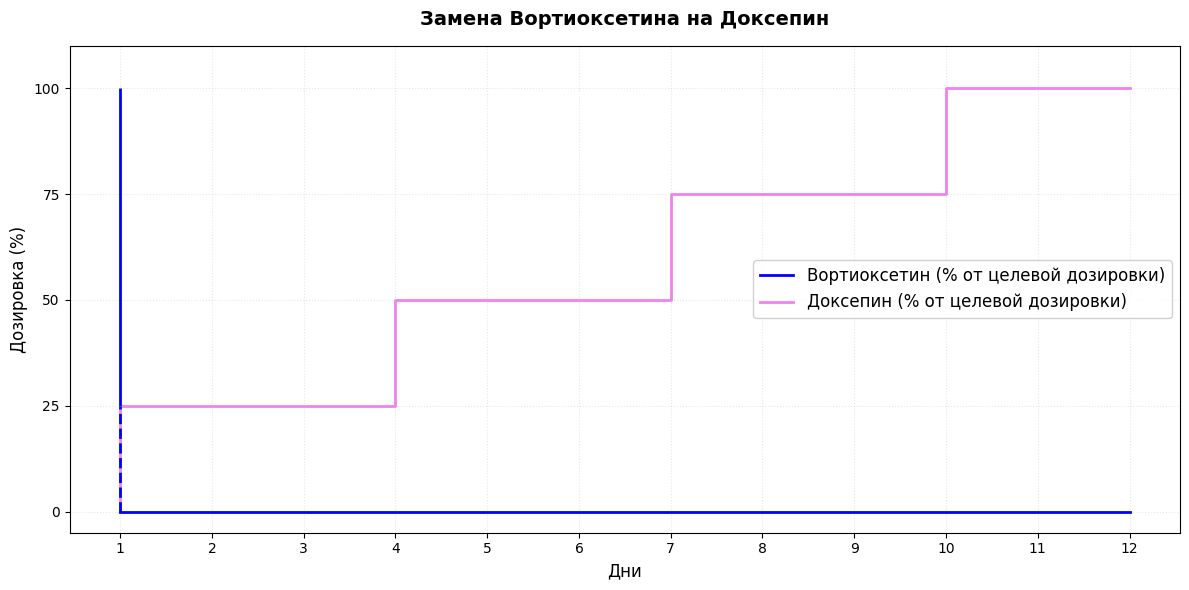 Замена Вортиоксетина на Доксепин
Дозировка (%)
100
75
50
25
0
Вортиоксетин (% от целевой дозировки)
Доксепин (% от целевой дозировки)
1 2 3 4 5 6 7 8 9 10 11 12
Дни